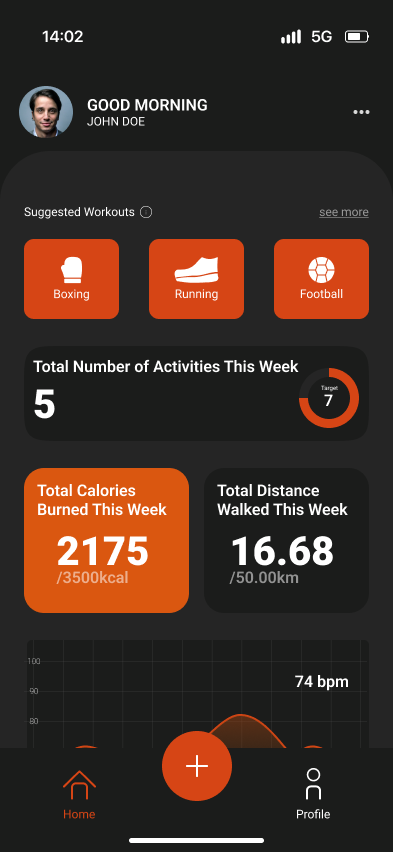 14:02
5G
GOOD MORNING
JOHN DOE
Suggested Workouts
see more
Boxing
Running
Football
Total Number of Activities This Week
5
Target
7
Total Calories
Burned This Week
2175
/3500kcal
Total Distance
Walked This Week
16.68
/50.00km
100
90
80
74 bpm
Home
Profile